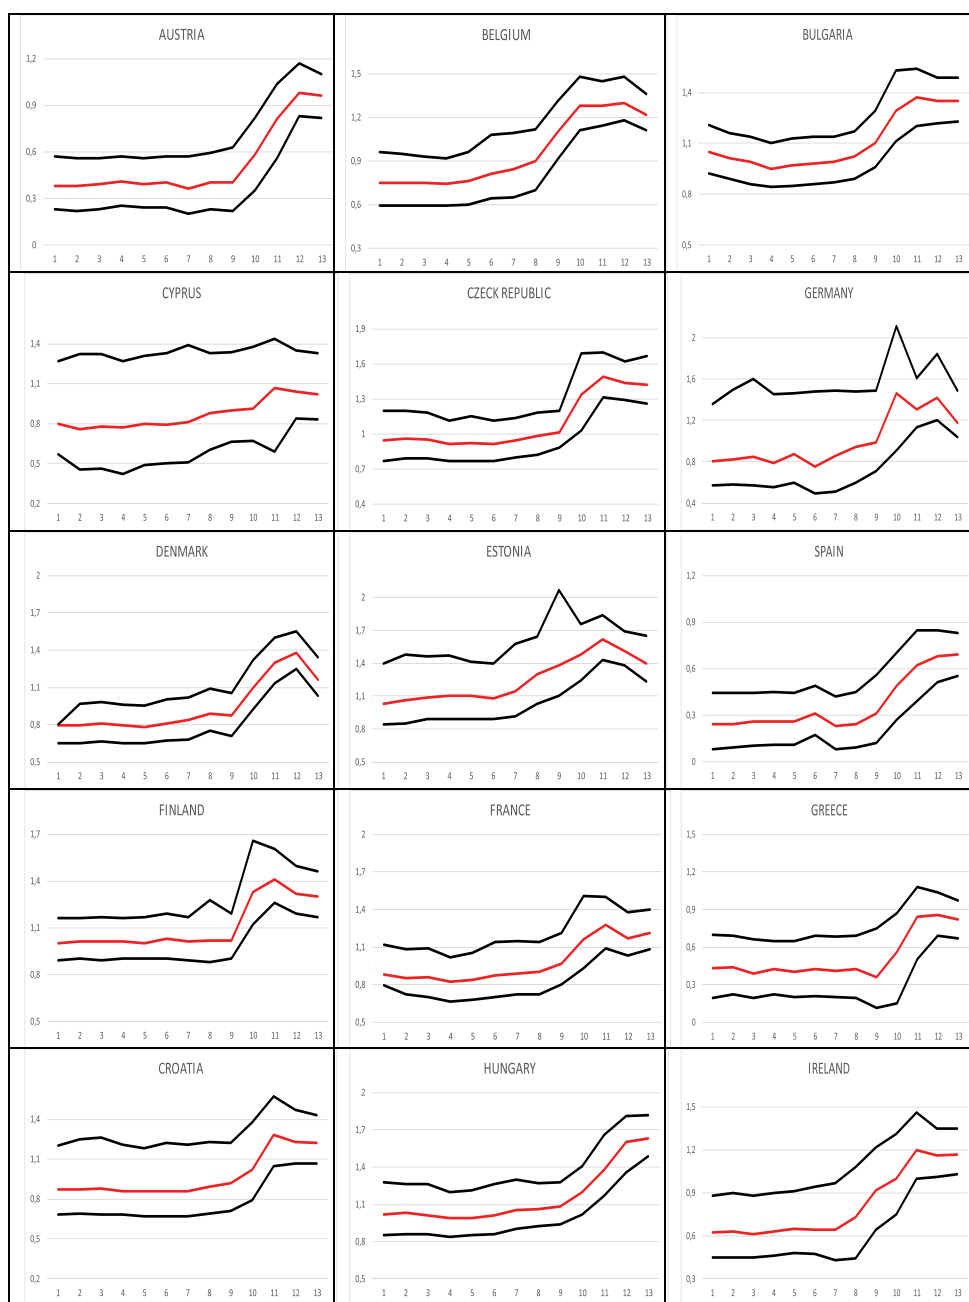 AUSTRIA
1,2
0,9
0,6
0,3
0
1 2 3 4 5 6 7 8 9 10 11 12 13
BELGIUM
1,5
1,2
0,9
0,6
0,3
1 2 3 4 5 6 7 8 9 10 11 12 13
BULGARIA
1,4
1,1
0,8
0,5
1 2 3 4 5 6 7 8 9 10 11 12 13
CYPRUS
1,4
1,1
0,8
0,5
0,2
1 2 3 4 5 6 7 8 9 10 11 12 13
CZECK REPUBLIC
1,9
1,6
1,3
1
0,7
0,4
1 2 3 4 5 6 7 8 9 10 11 12 13
GERMANY
2
1,6
1,2
0,8
0,4
1 2 3 4 5 6 7 8 9 10 11 12 13
DENMARK
2
1,7
1,4
1,1
0,8
0,5
1 2 3 4 5 6 7 8 9 10 11 12 13
ESTONIA
2
1,7
1,4
1,1
0,8
0,5
1 2 3 4 5 6 7 8 9 10 11 12 13
SPAIN
1,2
0,9
0,6
0,3
0
1 2 3 4 5 6 7 8 9 10 11 12 13
FINLAND
1,7
1,4
1,1
0,8
0,5
1 2 3 4 5 6 7 8 9 10 11 12 13
FRANCE
2
1,7
1,4
1,1
0,8
0,5
1 2 3 4 5 6 7 8 9 10 11 12 13
GREECE
1,5
1,2
0,9
0,6
0,3
0
1 2 3 4 5 6 7 8 9 10 11 12 13
CROATIA
1,4
1,1
0,8
0,5
0,2
1 2 3 4 5 6 7 8 9 10 11 12 13
HUNGARY
2
1,7
1,4
1,1
0,8
0,5
1 2 3 4 5 6 7 8 9 10 11 12 13
IRELAND
1,5
1,2
0,9
0,6
0,3
1 2 3 4 5 6 7 8 9 10 11 12 13